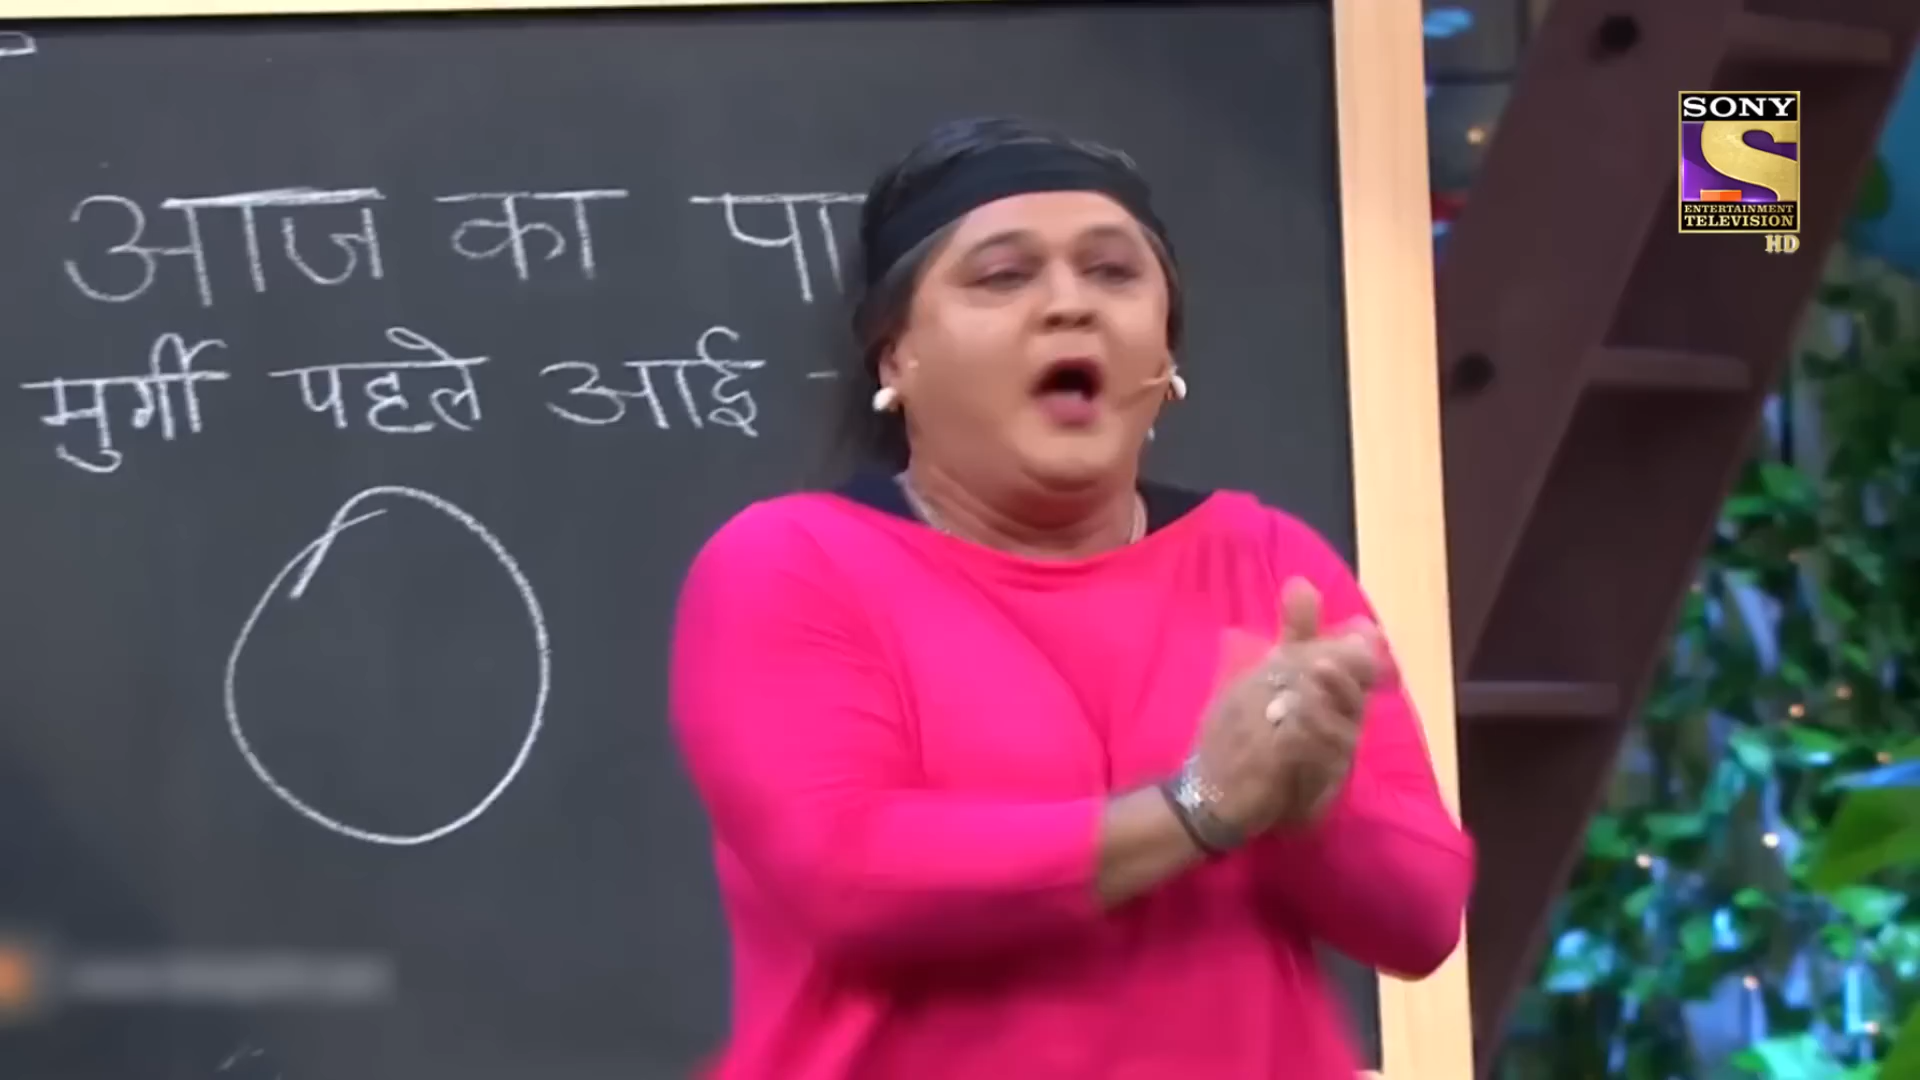 आज का पा
मुर्गी पहले आई -
SONY
ENTERTAINMENT
TELEVISION
HD